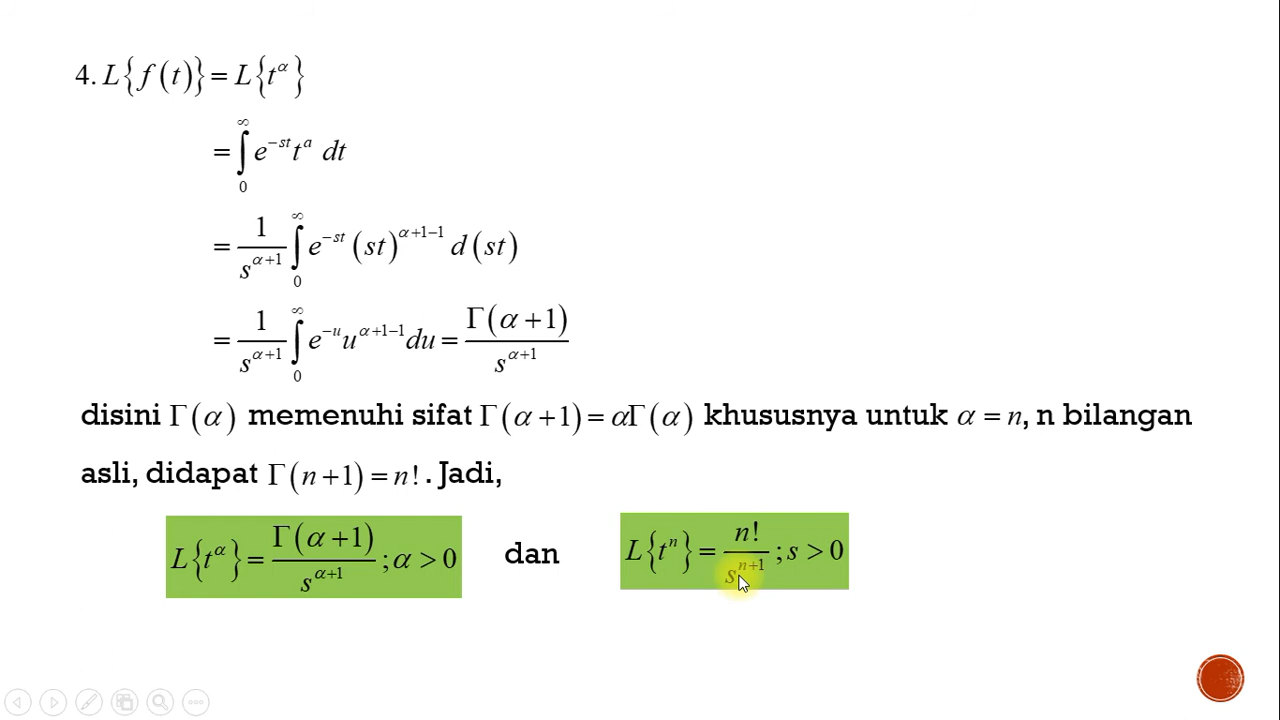 4. L{f(t)} = L{t^α}
= ∫₀^∞ e^{-st} t^a dt
= 1/s^{α+1} ∫₀^∞ e^{-st} (st)^{α+1-1} d(st)
= 1/s^{α+1} ∫₀^∞ e^{-u} u^{α+1-1} du = Γ(α+1)/s^{α+1}
disini Γ(α) memenuhi sifat Γ(α+1) = αΓ(α) khususnya untuk α = n, n bilangan
asli, didapat Γ(n+1) = n! . Jadi,
L{t^α} = Γ(α+1)/s^{α+1} ; α > 0 dan L{t^n} = n!/s^{n+1} ; s > 0